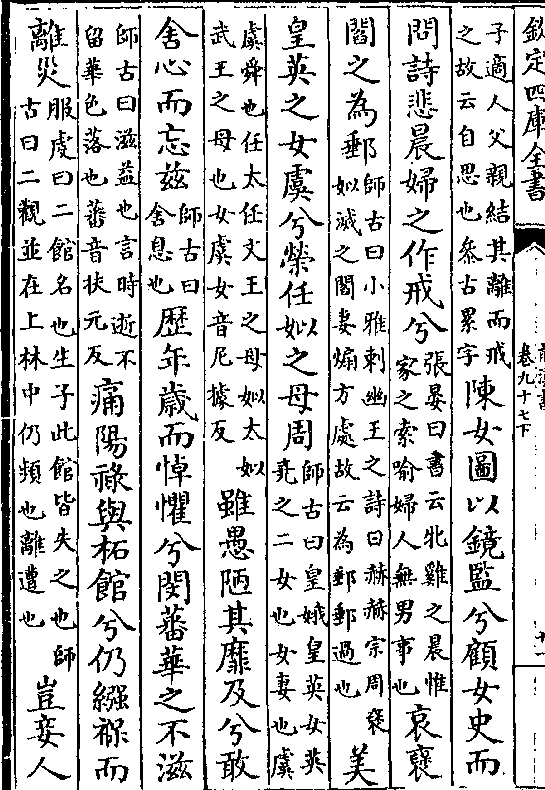 欽定四庫全書
前漢書
卷九十七下
十一
子適人父親結其離而戒
之故云自思也纍古累字
陳女圖以鏡監兮顧女史而
問詩悲晨婦之作戒兮
張晏曰書云牝雞之晨惟
家之索喻婦人無男事也
哀褒
閻之為郵
師古曰小雅刺幽王之詩曰赫赫宗周褒
姒滅之閻妻煽方處故云為郵郵過也
美
皇英之女虞兮榮任姒之母周
師古曰皇娥皇英女英
堯之二女也女妻也虞
虞舜也任太任文王之母姒太姒
武王之母也女虞女音尼據反
雖愚陋其靡及兮敢
舍心而忘兹
師古曰
舍息也
歷年歲而悼懼兮閔蕃華之不滋
師古曰滋益也言時逝不
留華色落也蕃音扶元反
痛陽祿與柘館兮仍繈褓而
離災
服虔曰二館名也生子此館皆失之也師
古曰二觀並在上林中仍頻也離遭也
豈妾人